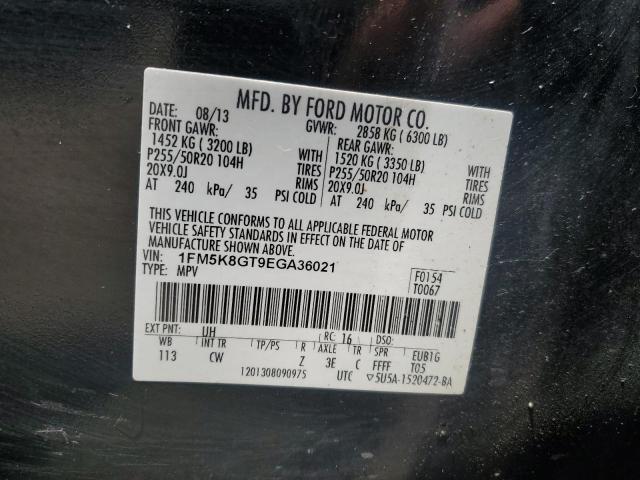 MFD. BY FORD MOTOR CO.
DATE: 08/13 GVWR: 2858 KG ( 6300 LB)
FRONT GAWR: REAR GAWR:
1452 KG ( 3200 LB) WITH 1520 KG ( 3350 LB) WITH
P255/50R20 104H TIRES P255/50R20 104H TIRES
20X9.0J RIMS 20X9.0J RIMS
AT 240 kPa/ 35 PSI COLD AT 240 kPa/ 35 PSI COLD
THIS VEHICLE CONFORMS TO ALL APPLICABLE FEDERAL MOTOR
VEHICLE SAFETY STANDARDS IN EFFECT ON THE DATE OF
MANUFACTURE SHOWN ABOVE.
VIN: 1FM5K8GT9EGA36021
TYPE: MPV
F0154
T0067
EXT PNT: UH RC: 16 DSO:
WB INT TR TP/PS R AXLE TR SPR EUB1G
113 CW Z 3E C FFFF T05
1201308090975 UTC ▽5U5A-1520472-BA